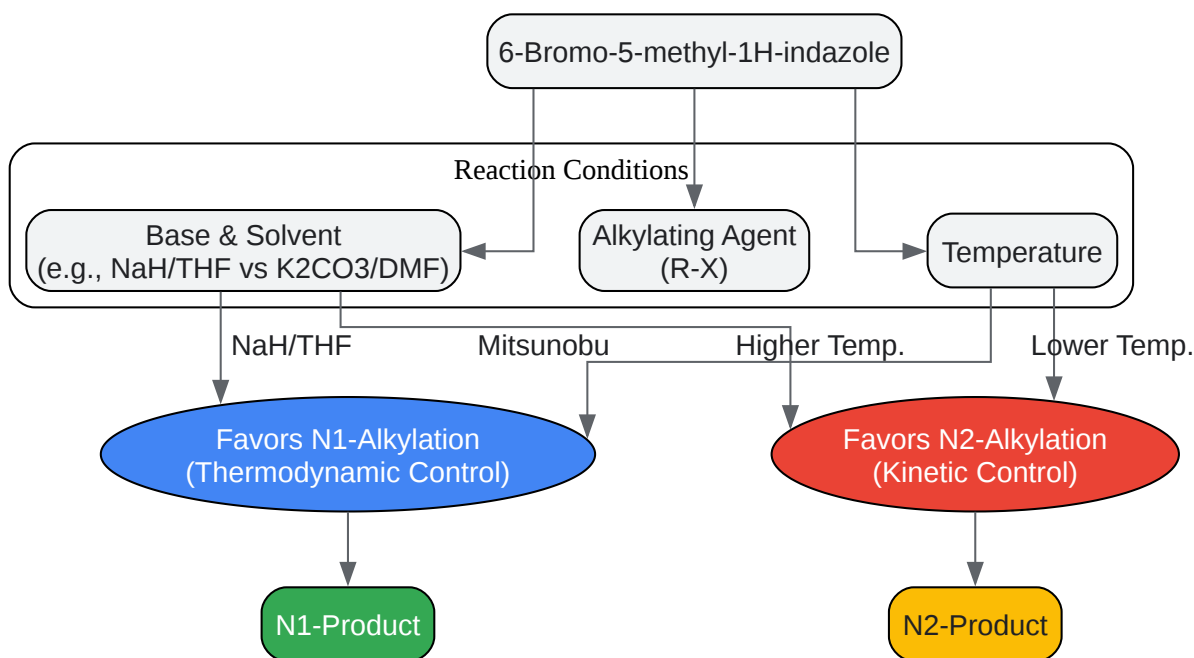 6-Bromo-5-methyl-1H-indazole
Reaction Conditions
Base & Solvent
(e.g., NaH/THF vs K2CO3/DMF)
Alkylating Agent
(R-X)
Temperature
NaH/THF
Mitsunobu
Higher Temp.
Lower Temp.
Favors N1-Alkylation
(Thermodynamic Control)
Favors N2-Alkylation
(Kinetic Control)
N1-Product
N2-Product